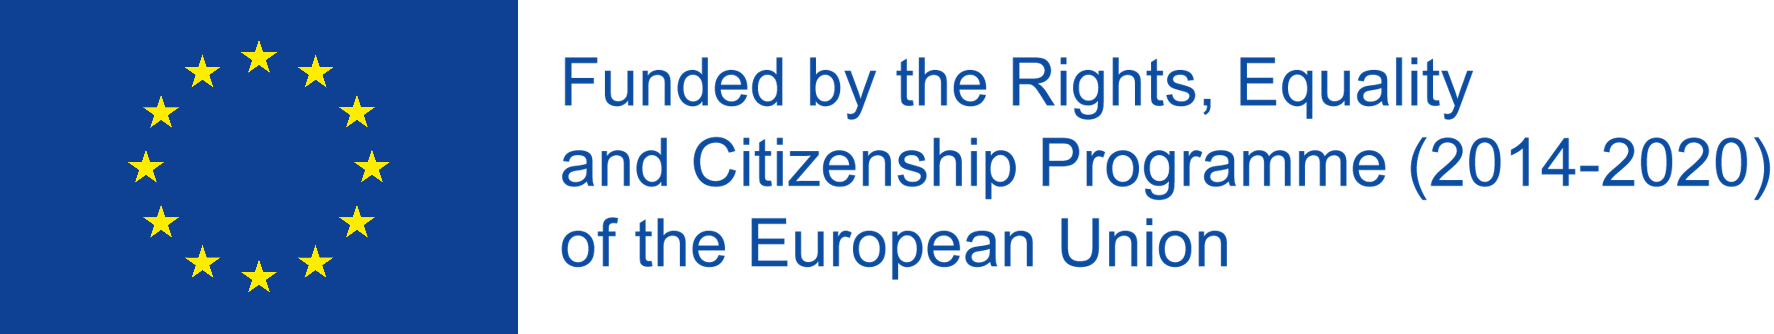 Funded by the Rights, Equality
and Citizenship Programme (2014-2020)
of the European Union